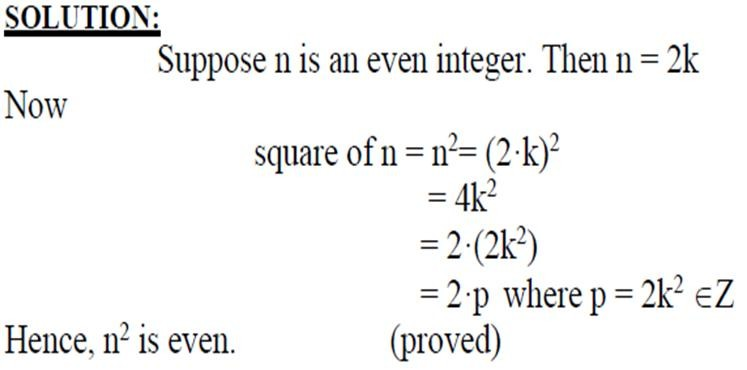 SOLUTION:
Suppose n is an even integer. Then n = 2k
Now
square of n = n²= (2·k)²
= 4k²
= 2·(2k²)
= 2·p where p = 2k² ∈Z
Hence, n² is even. (proved)